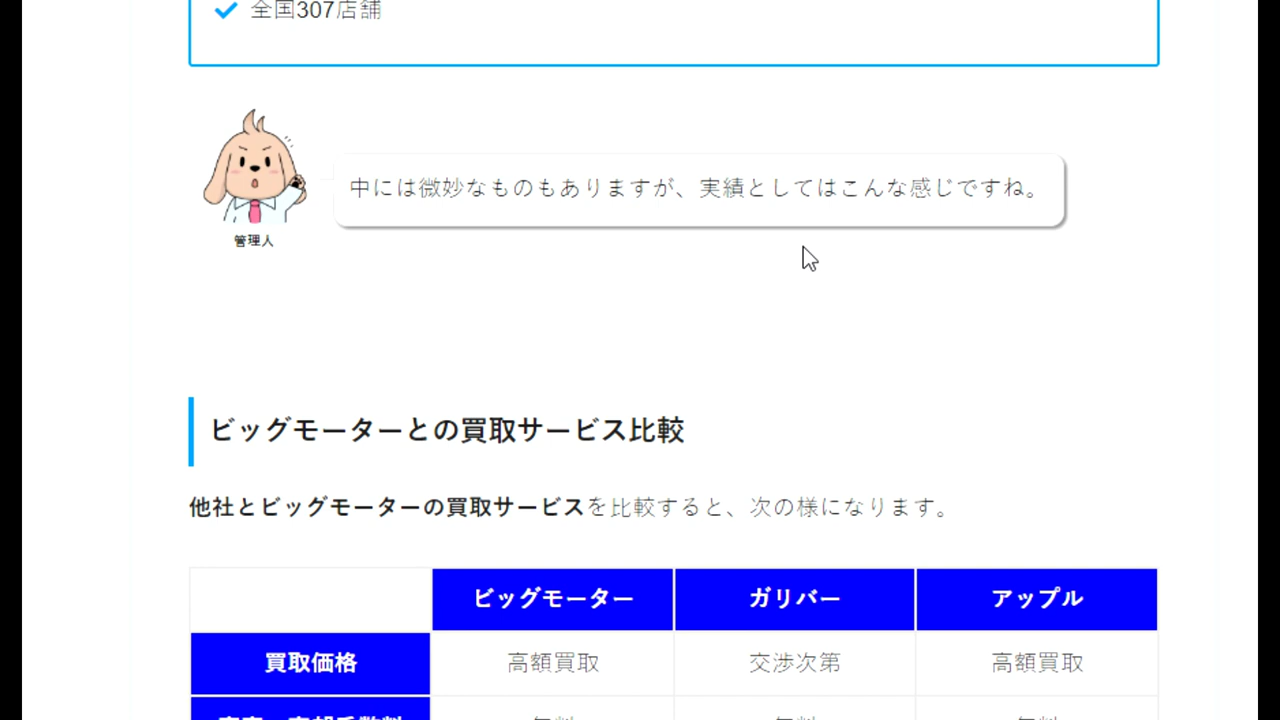 全国307店舗
中には微妙なものもありますが、実績としてはこんな感じですね。
管理人
ビッグモーターとの買取サービス比較
他社とビッグモーターの買取サービスを比較すると、次の様になります。
ビッグモーター ガリバー アップル
買取価格 高額買取 交渉次第 高額買取
無料 無料 無料